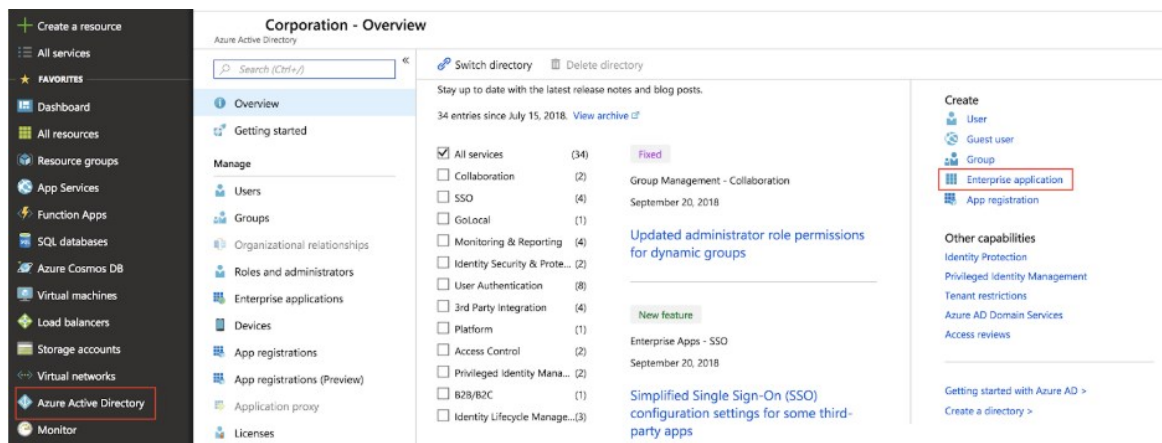 Create a resource
All services
FAVORITES
Dashboard
All resources
Resource groups
App Services
Function Apps
SQL databases
Azure Cosmos DB
Virtual machines
Load balancers
Storage accounts
Virtual networks
Azure Active Directory
Monitor
Corporation - Overview
Azure Active Directory
Search (Ctrl+/)
«
Overview
Getting started
Manage
Users
Groups
Organizational relationships
Roles and administrators
Enterprise applications
Devices
App registrations
App registrations (Preview)
Application proxy
Licenses
Switch directory Delete directory
Stay up to date with the latest release notes and blog posts.
34 entries since July 15, 2018. View archive
All services (34)
Collaboration (2)
SSO (4)
GoLocal (1)
Monitoring & Reporting (4)
Identity Security & Prote... (2)
User Authentication (8)
3rd Party Integration (4)
Platform (1)
Access Control (2)
Privileged Identity Mana... (2)
B2B/B2C (1)
Identity Lifecycle Manage...(3)
Fixed
Group Management - Collaboration
September 20, 2018
Updated administrator role permissions
for dynamic groups
New feature
Enterprise Apps - SSO
September 20, 2018
Simplified Single Sign-On (SSO)
configuration settings for some third-
party apps
Create
User
Guest user
Group
Enterprise application
App registration
Other capabilities
Identity Protection
Privileged Identity Management
Tenant restrictions
Azure AD Domain Services
Access reviews
Getting started with Azure AD >
Create a directory >